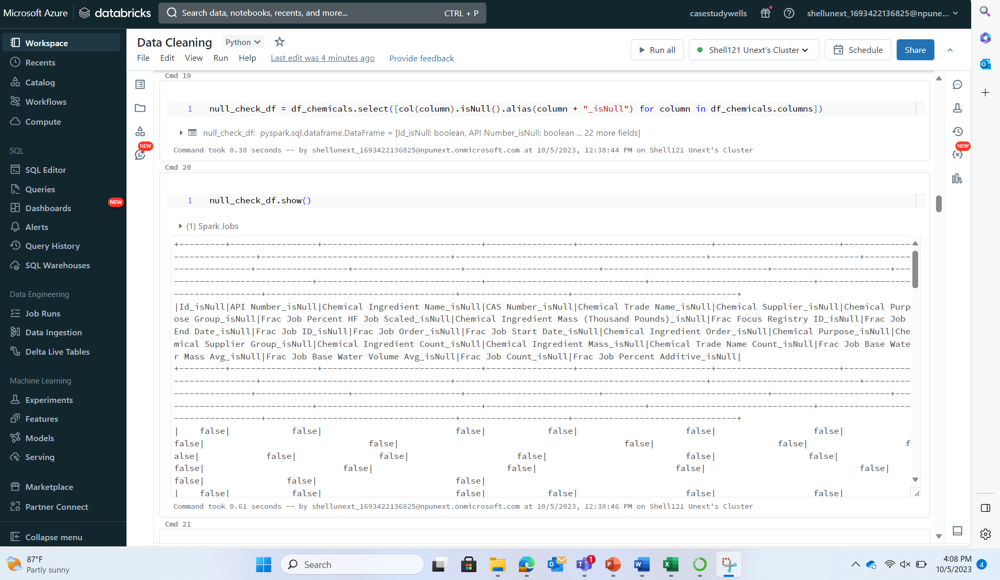 Microsoft Azure databricks Search data, notebooks, recents, and more... CTRL + P casestudywells shellunext_1693422136825@npune...
Workspace
Recents
Catalog
Workflows
Compute
SQL
SQL Editor
Queries
NEW
Dashboards
Alerts
Query History
SQL Warehouses
Data Engineering
Job Runs
Data Ingestion
Delta Live Tables
Machine Learning
Experiments
Features
Models
Serving
Marketplace
Partner Connect
Collapse menu
Data Cleaning Python
File Edit View Run Help Last edit was 4 minutes ago Provide feedback
Run all Shell121 Unext's Cluster Schedule Share
NEW
NEW
Cmd 19
1 null_check_df = df_chemicals.select([col(column).isNull().alias(column + "_isNull") for column in df_chemicals.columns])
null_check_df: pyspark.sql.dataframe.DataFrame = [Id_isNull: boolean, API Number_isNull: boolean ... 22 more fields]
Command took 0.38 seconds -- by shellunext_1693422136825@npunext.onmicrosoft.com at 10/5/2023, 12:38:44 PM on Shell121 Unext's Cluster
Cmd 20
1 null_check_df.show()
(1) Spark Jobs
|Id_isNull|API Number_isNull|Chemical Ingredient Name_isNull|CAS Number_isNull|Chemical Trade Name_isNull|Chemical Supplier_isNull|Chemical Purp
ose Group_isNull|Frac Job Percent HF Job Scaled_isNull|Chemical Ingredient Mass (Thousand Pounds)_isNull|Frac Focus Registry ID_isNull|Frac Job
End Date_isNull|Frac Job ID_isNull|Frac Job Order_isNull|Frac Job Start Date_isNull|Chemical Ingredient Order_isNull|Chemical Purpose_isNull|Che
mical Supplier Group_isNull|Chemical Ingredient Count_isNull|Chemical Ingredient Mass_isNull|Chemical Trade Name Count_isNull|Frac Job Base Wate
r Mass Avg_isNull|Frac Job Base Water Volume Avg_isNull|Frac Job Count_isNull|Frac Job Percent Additive_isNull|
| false| false| false| false| false| false|
false| false| false| false| f
alse| false| false| false| false| false|
false| false| false| false| false|
false| false| false|
| false| false| false| false| false| false|
Command took 0.61 seconds -- by shellunext_1693422136825@npunext.onmicrosoft.com at 10/5/2023, 12:38:46 PM on Shell121 Unext's Cluster
Cmd 21
87°F
Partly sunny
Search
1
4:08 PM
10/5/2023
4